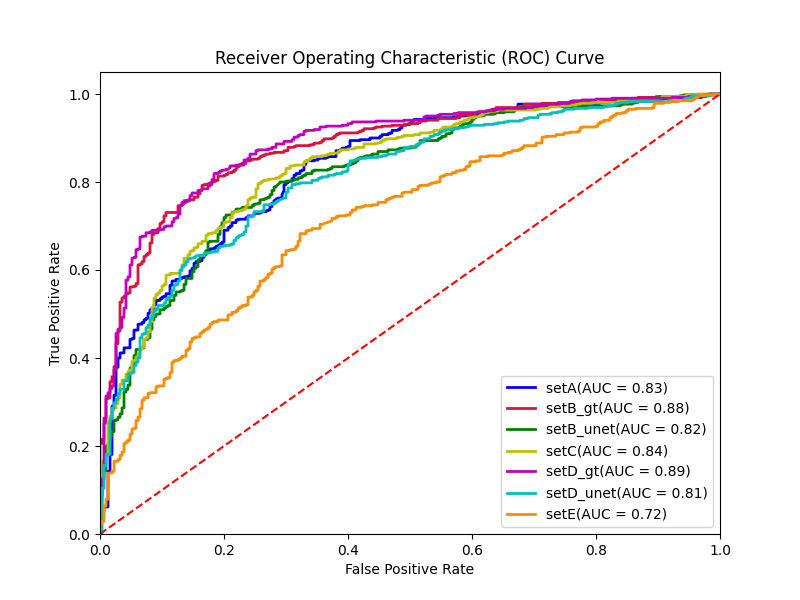 Receiver Operating Characteristic (ROC) Curve
1.0
0.8
0.6
0.4
0.2
0.0
True Positive Rate
setA(AUC = 0.83)
setB_gt(AUC = 0.88)
setB_unet(AUC = 0.82)
setC(AUC = 0.84)
setD_gt(AUC = 0.89)
setD_unet(AUC = 0.81)
setE(AUC = 0.72)
0.0 0.2 0.4 0.6 0.8 1.0
False Positive Rate